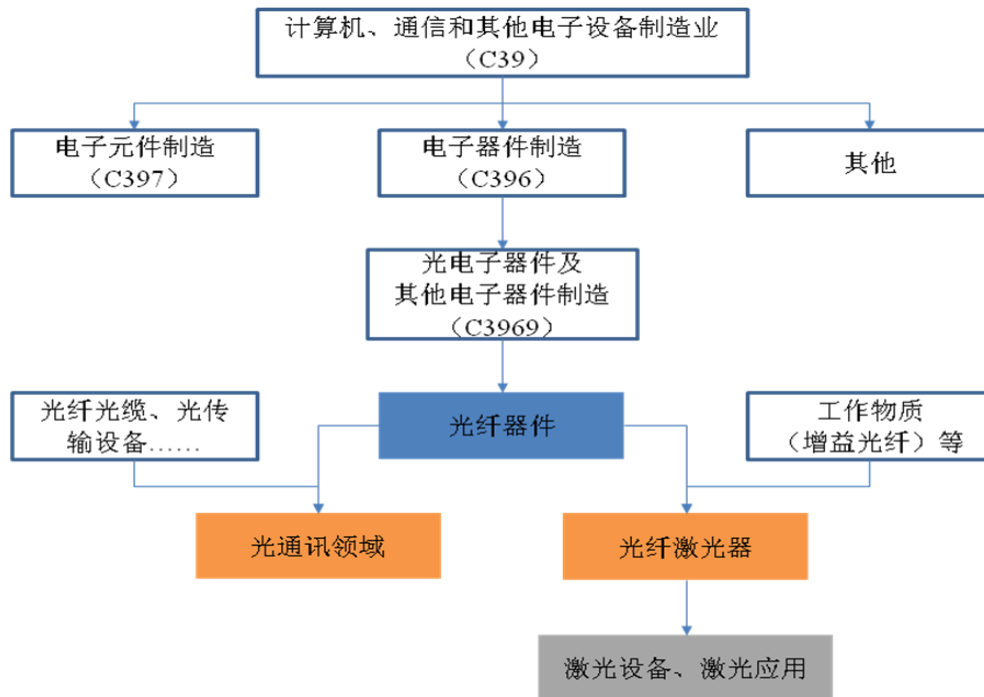 计算机、通信和其他电子设备制造业
（C39）
电子元件制造
（C397）
电子器件制造
（C396）
其他
光电子器件及
其他电子器件制造
（C3969）
光纤光缆、光传
输设备……
光纤器件
工作物质
（增益光纤）等
光通讯领域
光纤激光器
激光设备、激光应用